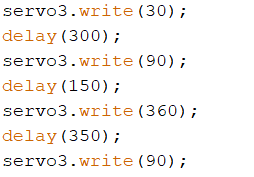 servo3.write(30);
delay(300);
servo3.write(90);
delay(150);
servo3.write(360);
delay(350);
servo3.write(90);